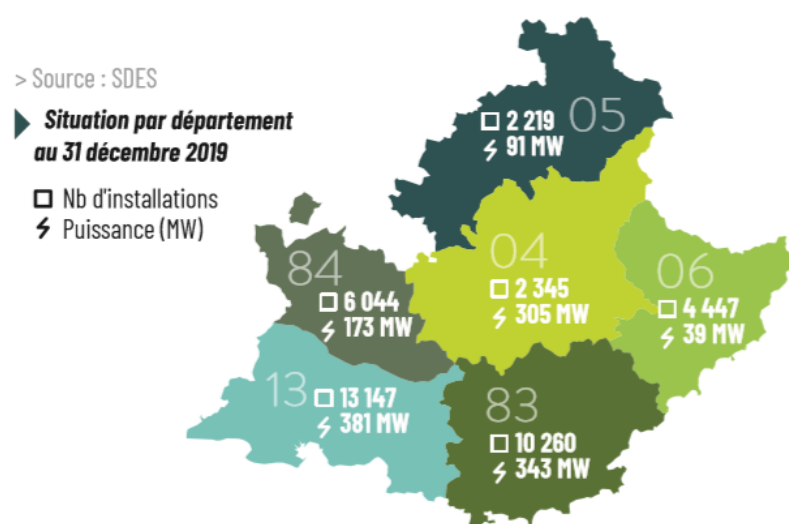 > Source : SDES
Situation par département
au 31 décembre 2019
Nb d'installations
Puissance (MW)
05
2 219
91 MW
04
2 345
305 MW
06
4 447
39 MW
84
6 044
173 MW
13
13 147
381 MW
83
10 260
343 MW